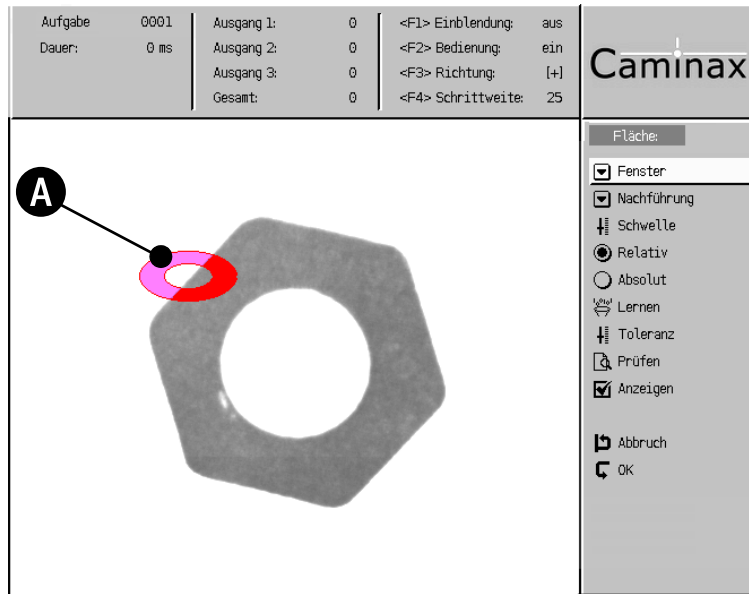 Aufgabe 0001
Dauer: 0 ms
Ausgang 1: 0
Ausgang 2: 0
Ausgang 3: 0
Gesamt: 0
<F1> Einblendung: aus
<F2> Bedienung: ein
<F3> Richtung: [+]
<F4> Schrittweite: 25
Caminax
Fläche:
Fenster
Nachführung
Schwelle
Relativ
Absolut
Lernen
Toleranz
Prüfen
Anzeigen
Abbruch
OK
A